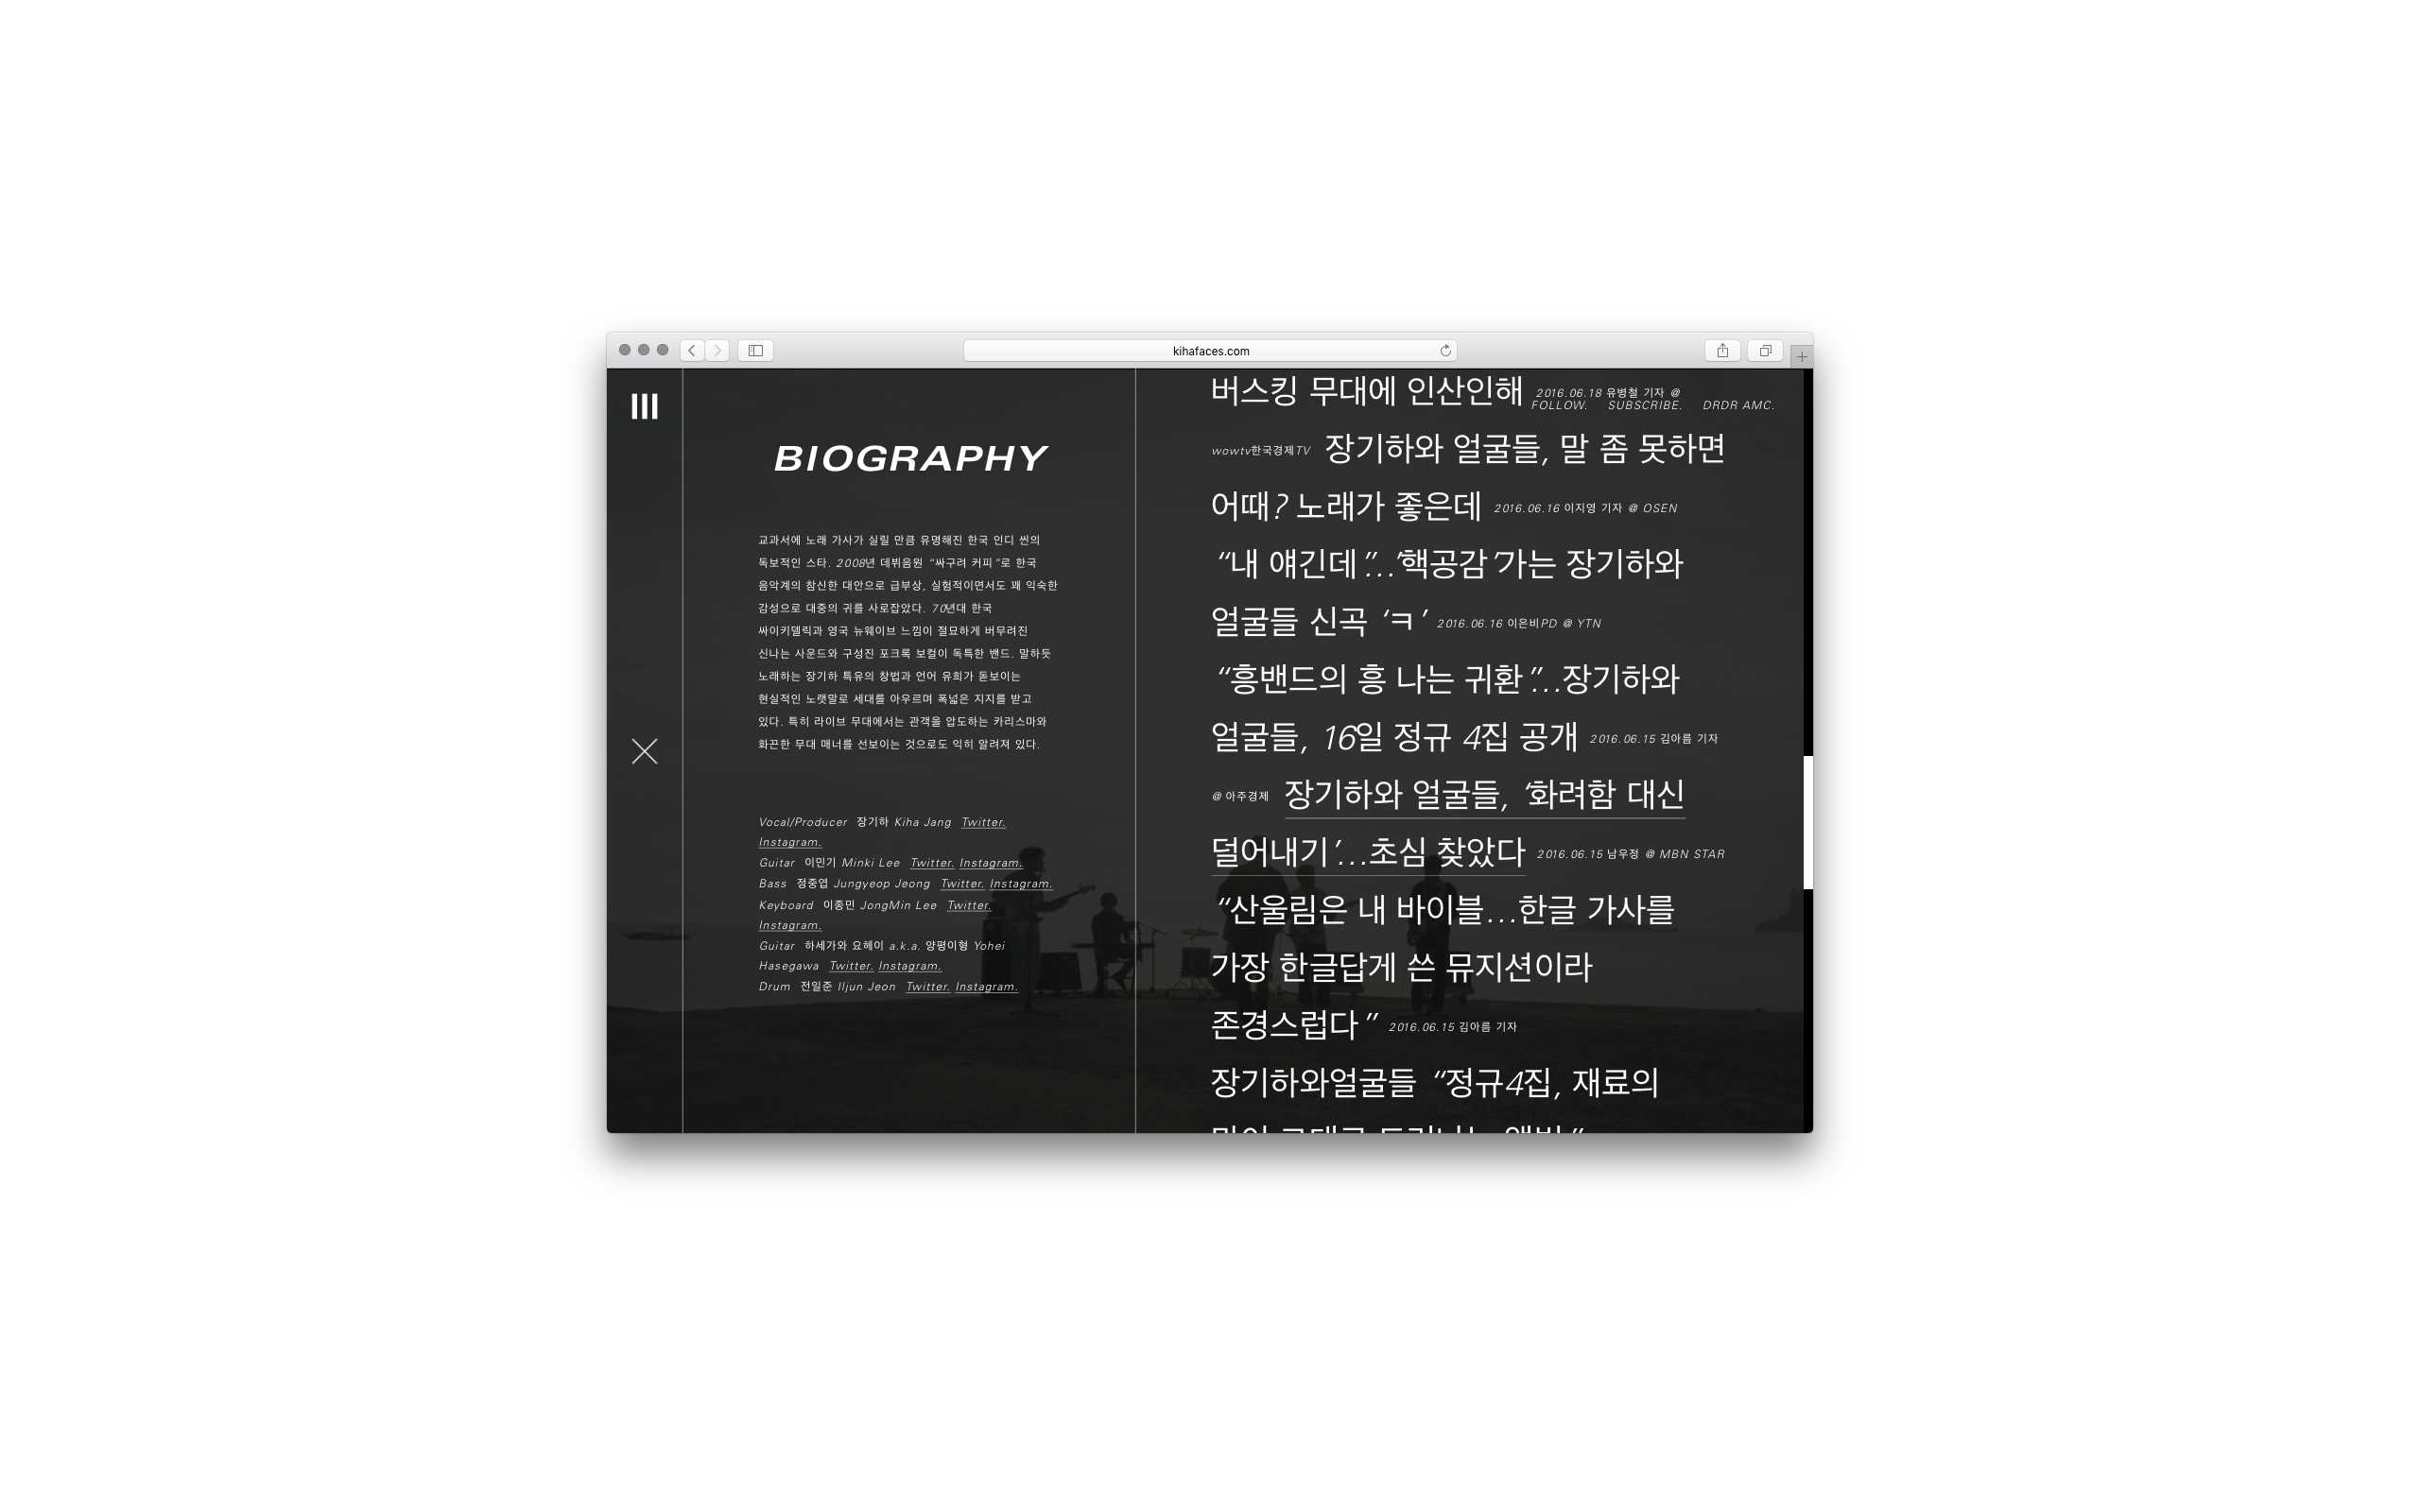 kihafaces.com
BIOGRAPHY
교과서에 노래 가사가 실릴 만큼 유명해진 한국 인디 씬의
독보적인 스타. 2008년 데뷔음원 “싸구려 커피”로 한국
음악계의 참신한 대안으로 급부상, 실험적이면서도 꽤 익숙한
감성으로 대중의 귀를 사로잡았다. 70년대 한국
싸이키델릭과 영국 뉴웨이브 느낌이 절묘하게 버무려진
신나는 사운드와 구성진 포크록 보컬이 독특한 밴드. 말하듯
노래하는 장기하 특유의 창법과 언어 유희가 돋보이는
현실적인 노랫말로 세대를 아우르며 폭넓은 지지를 받고
있다. 특히 라이브 무대에서는 관객을 압도하는 카리스마와
화끈한 무대 매너를 선보이는 것으로도 익히 알려져 있다.
Vocal/Producer 장기하 Kiha Jang Twitter.
Instagram.
Guitar 이민기 Minki Lee Twitter. Instagram.
Bass 정중엽 Jungyeop Jeong Twitter. Instagram.
Keyboard 이종민 JongMin Lee Twitter.
Instagram.
Guitar 하세가와 요헤이 a.k.a. 양평이형 Yohei
Hasegawa Twitter. Instagram.
Drum 전일준 Iljun Jeon Twitter. Instagram.
버스킹 무대에 인산인해 2016.06.18 유병철 기자 @
FOLLOW. SUBSCRIBE. DRDR AMC.
wowtv한국경제TV 장기하와 얼굴들, 말 좀 못하면
어때? 노래가 좋은데 2016.06.16 이지영 기자 @ OSEN
“내 얘긴데”…‘핵공감’가는 장기하와
얼굴들 신곡 ‘ㅋ’ 2016.06.16 이은비PD @ YTN
“흥밴드의 흥 나는 귀환”…장기하와
얼굴들, 16일 정규 4집 공개 2016.06.15 김아름 기자
@ 아주경제 장기하와 얼굴들, ‘화려함 대신
덜어내기’…초심 찾았다 2016.06.15 남우정 @ MBN STAR
“산울림은 내 바이블…한글 가사를
가장 한글답게 쓴 뮤지션이라
존경스럽다” 2016.06.15 김아름 기자
장기하와얼굴들 “정규4집, 재료의